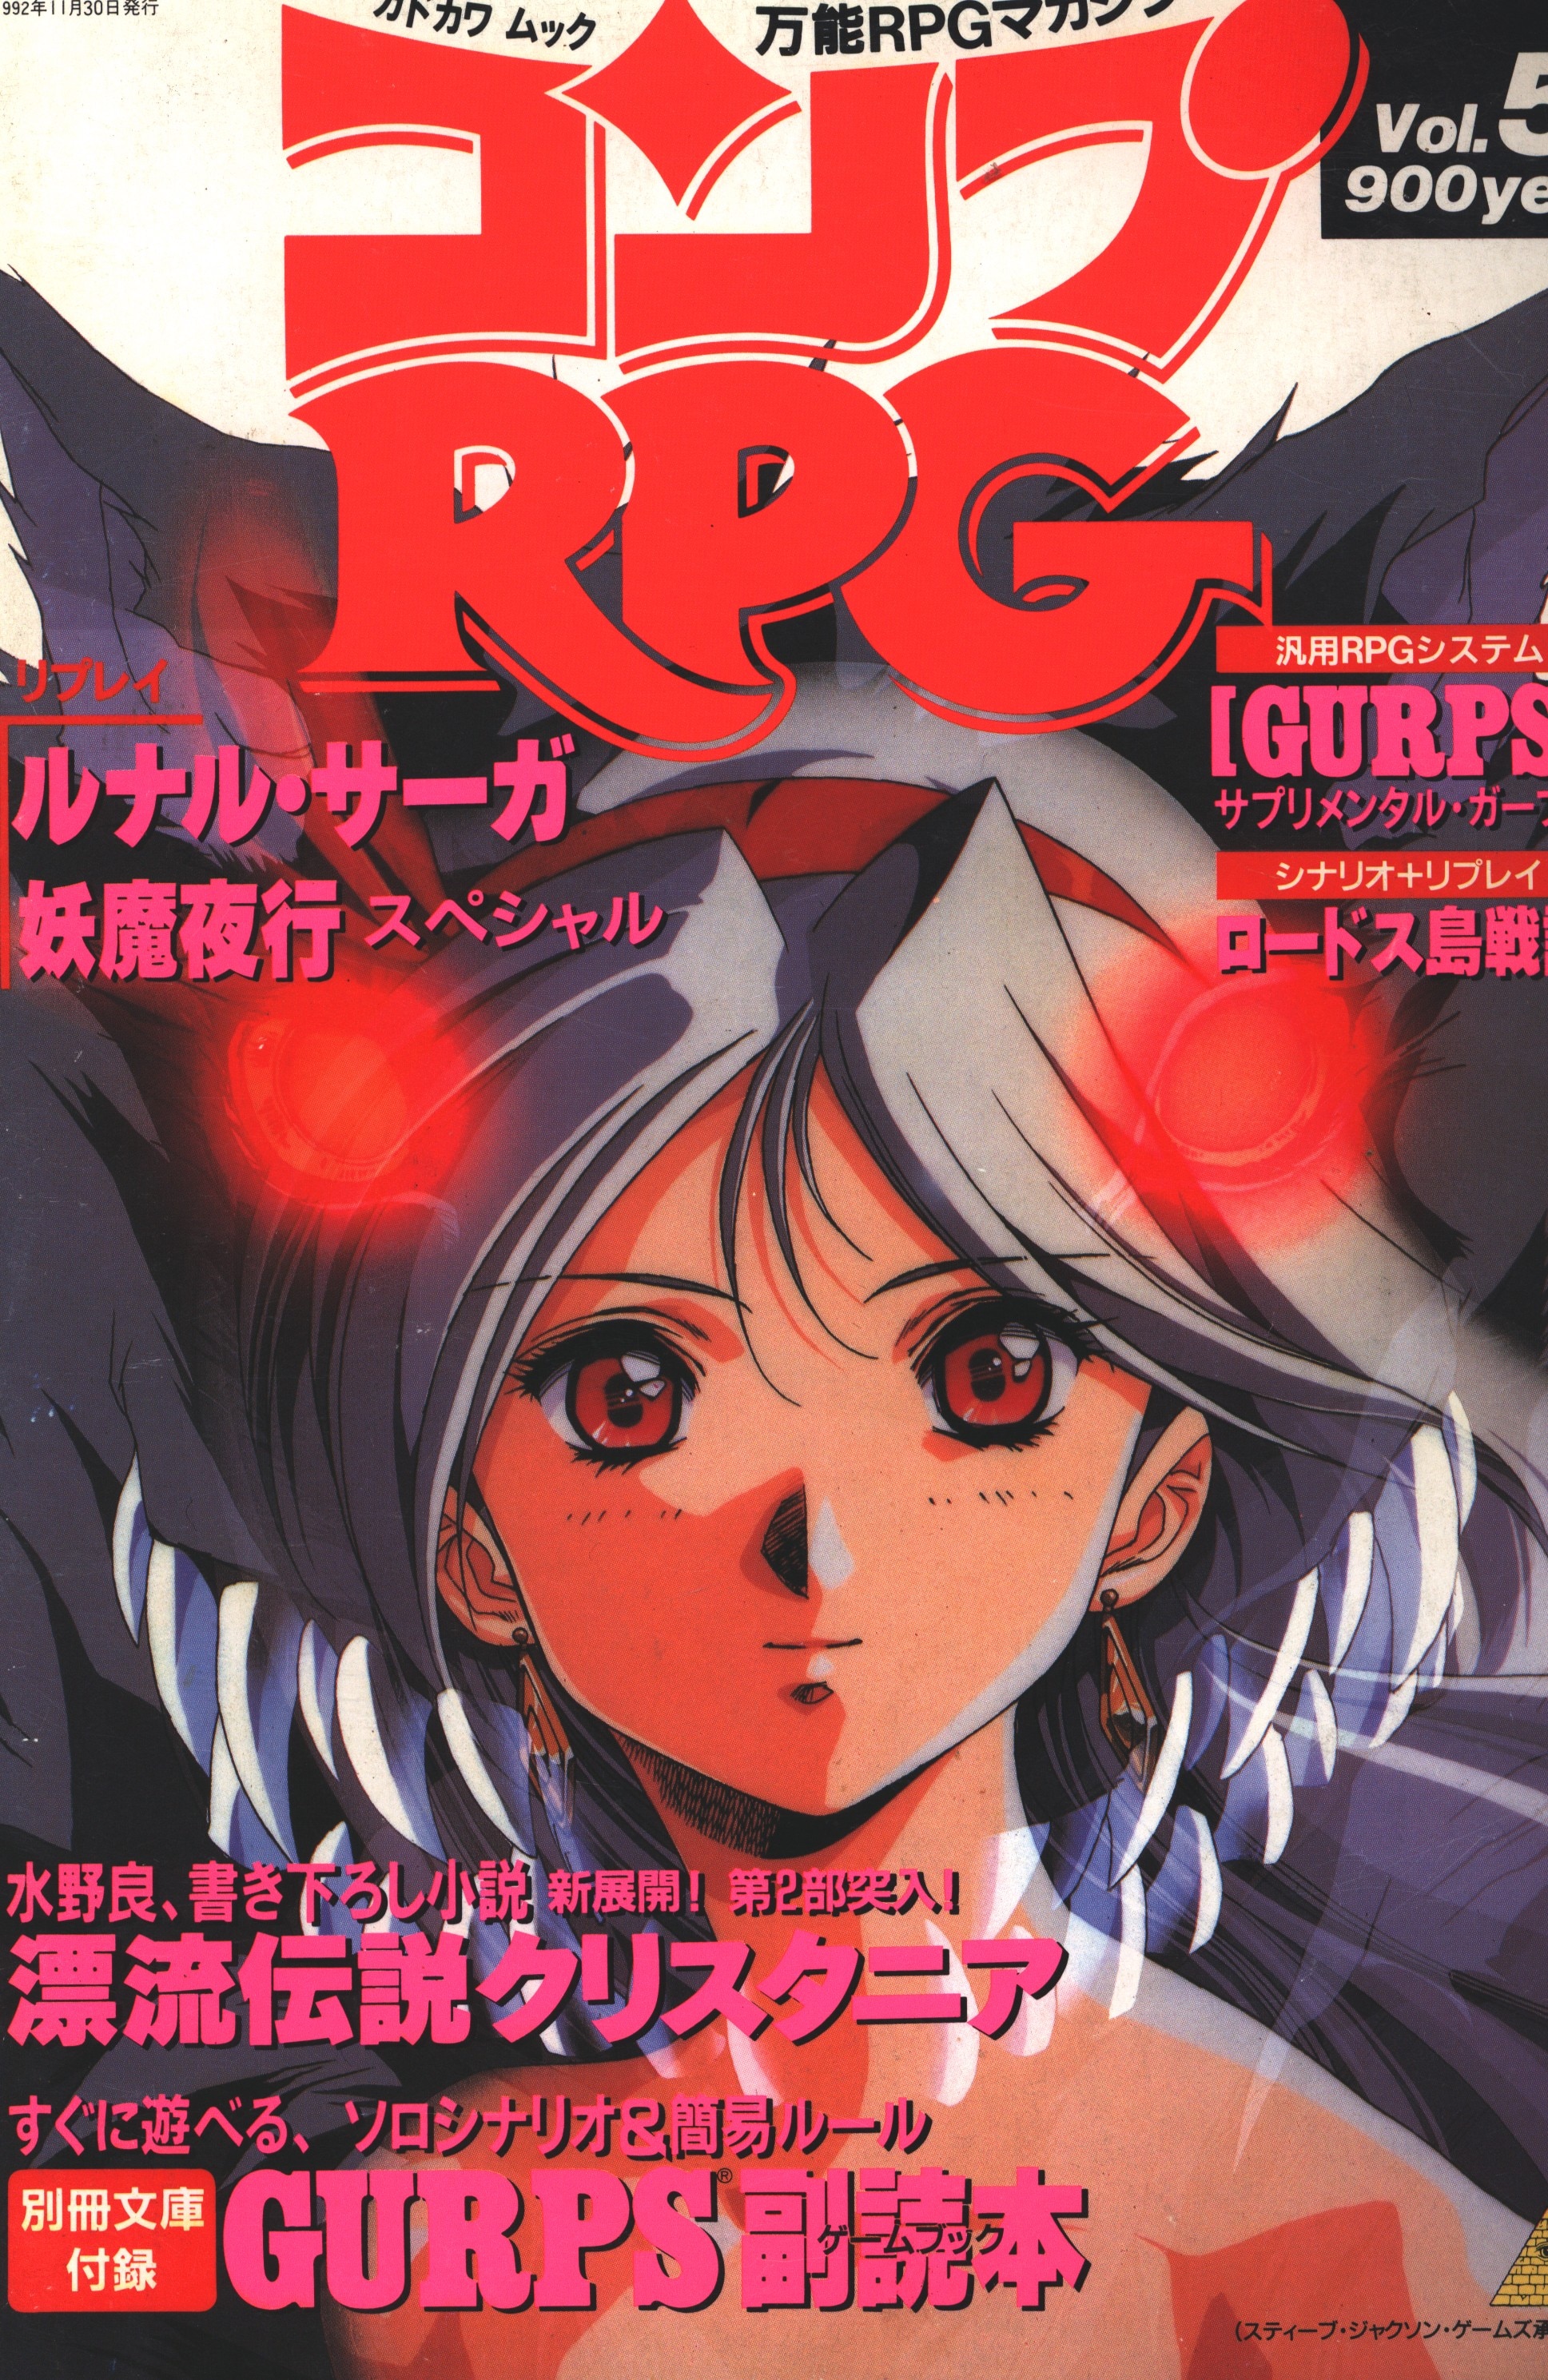 992年11月30日発行
カドカワ ムック
万能RPGマガジン
コンプ
RPG
Vol.5
900ye
リプレイ
ルナル・サーガ
妖魔夜行 スペシャル
汎用RPGシステム
[GURPS
サプリメンタル・ガープ
シナリオ+リプレイ
ロードス島戦記
水野良、書き下ろし小説 新展開! 第2部突入!
漂流伝説クリスタニア
すぐに遊べる、ソロシナリオ&簡易ルール
別冊文庫
付録
GURPS®副読本
ゲームブック
(スティーブ・ジャクソン・ゲームズ承